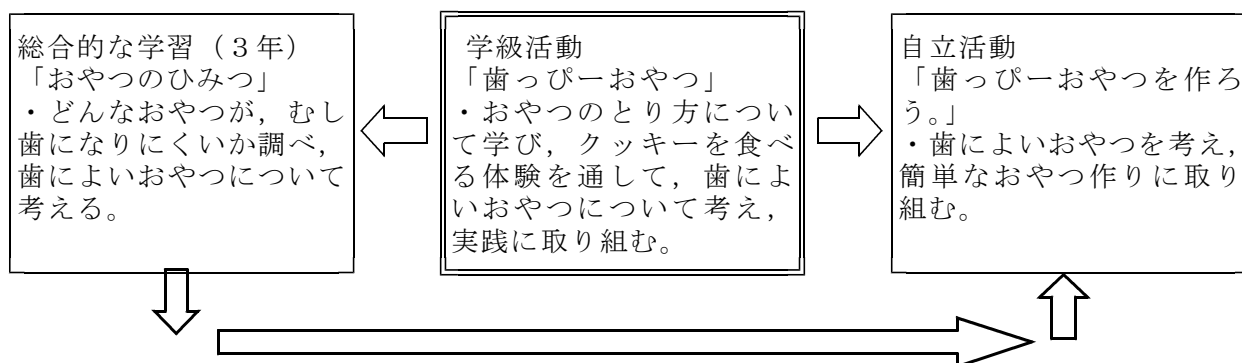 総合的な学習（３年）
「おやつのひみつ」
・どんなおやつが，むし
歯になりにくいか調べ，
歯によいおやつについて
考える。
学級活動
「歯っぴーおやつ」
・おやつのとり方につい
て学び，クッキーを食べ
る体験を通して，歯によ
いおやつについて考え，
実践に取り組む。
自立活動
「歯っぴーおやつを作ろ
う。」
・歯によいおやつを考え，
簡単なおやつ作りに取り
組む。